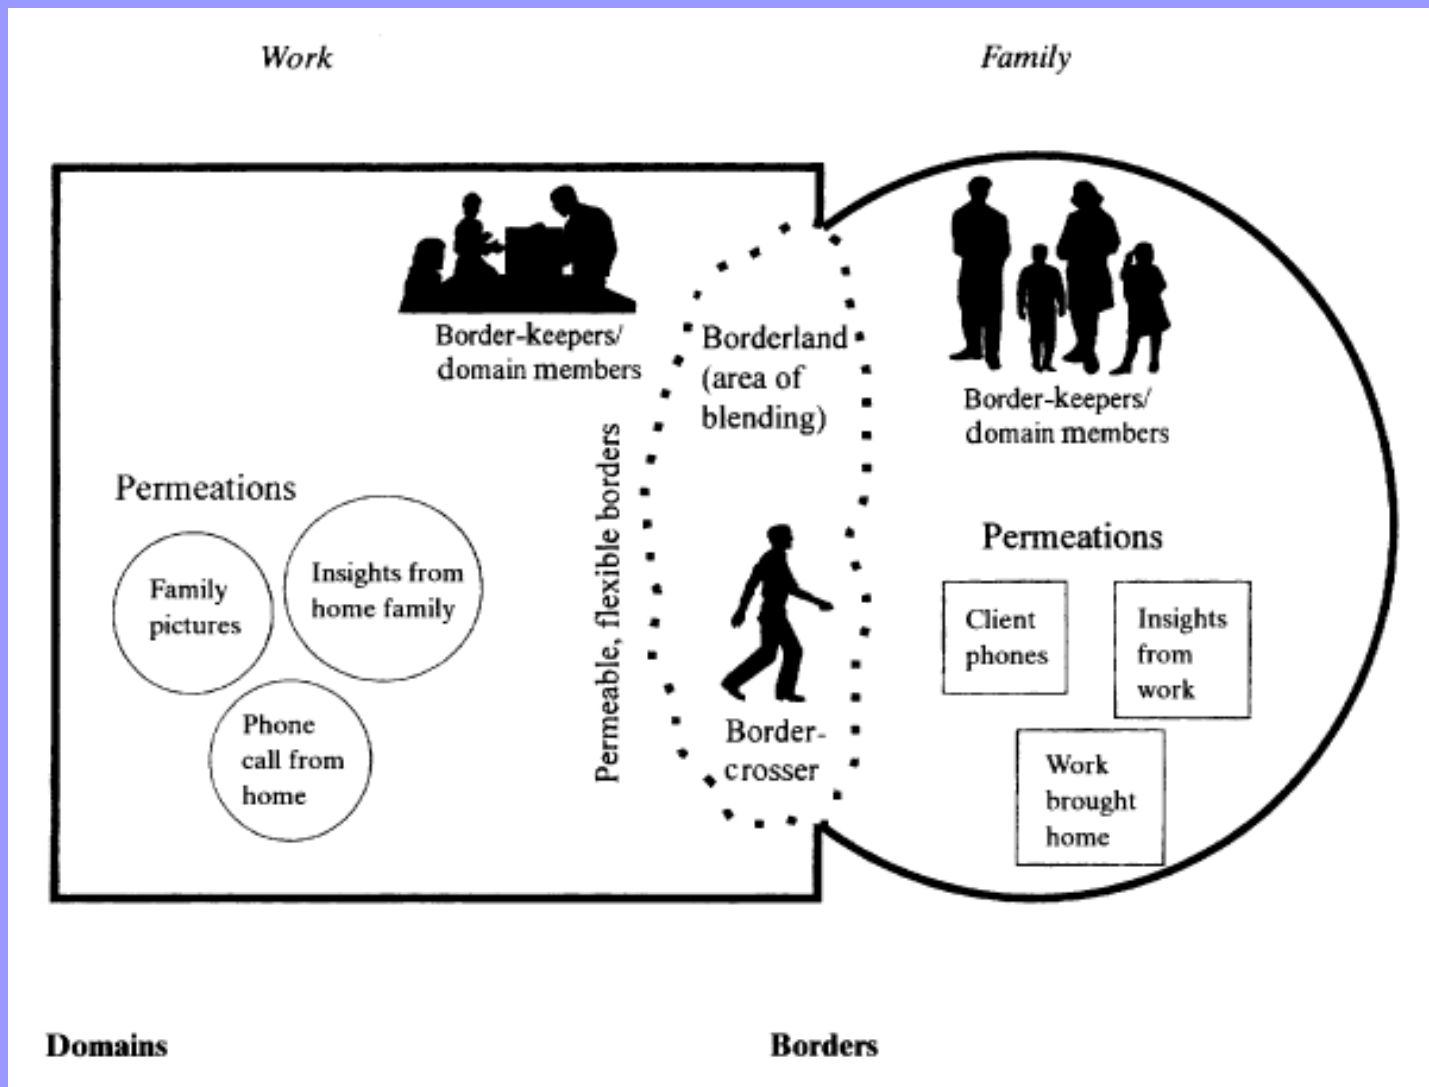 Work
Family
Border-keepers/
domain members
Borderland
(area of
blending)
Border-keepers/
domain members
Permeable, flexible borders
Permeations
Family
pictures
Insights from
home family
Phone
call from
home
Border-
crosser
Permeations
Client
phones
Insights
from
work
Work
brought
home
Domains
Borders